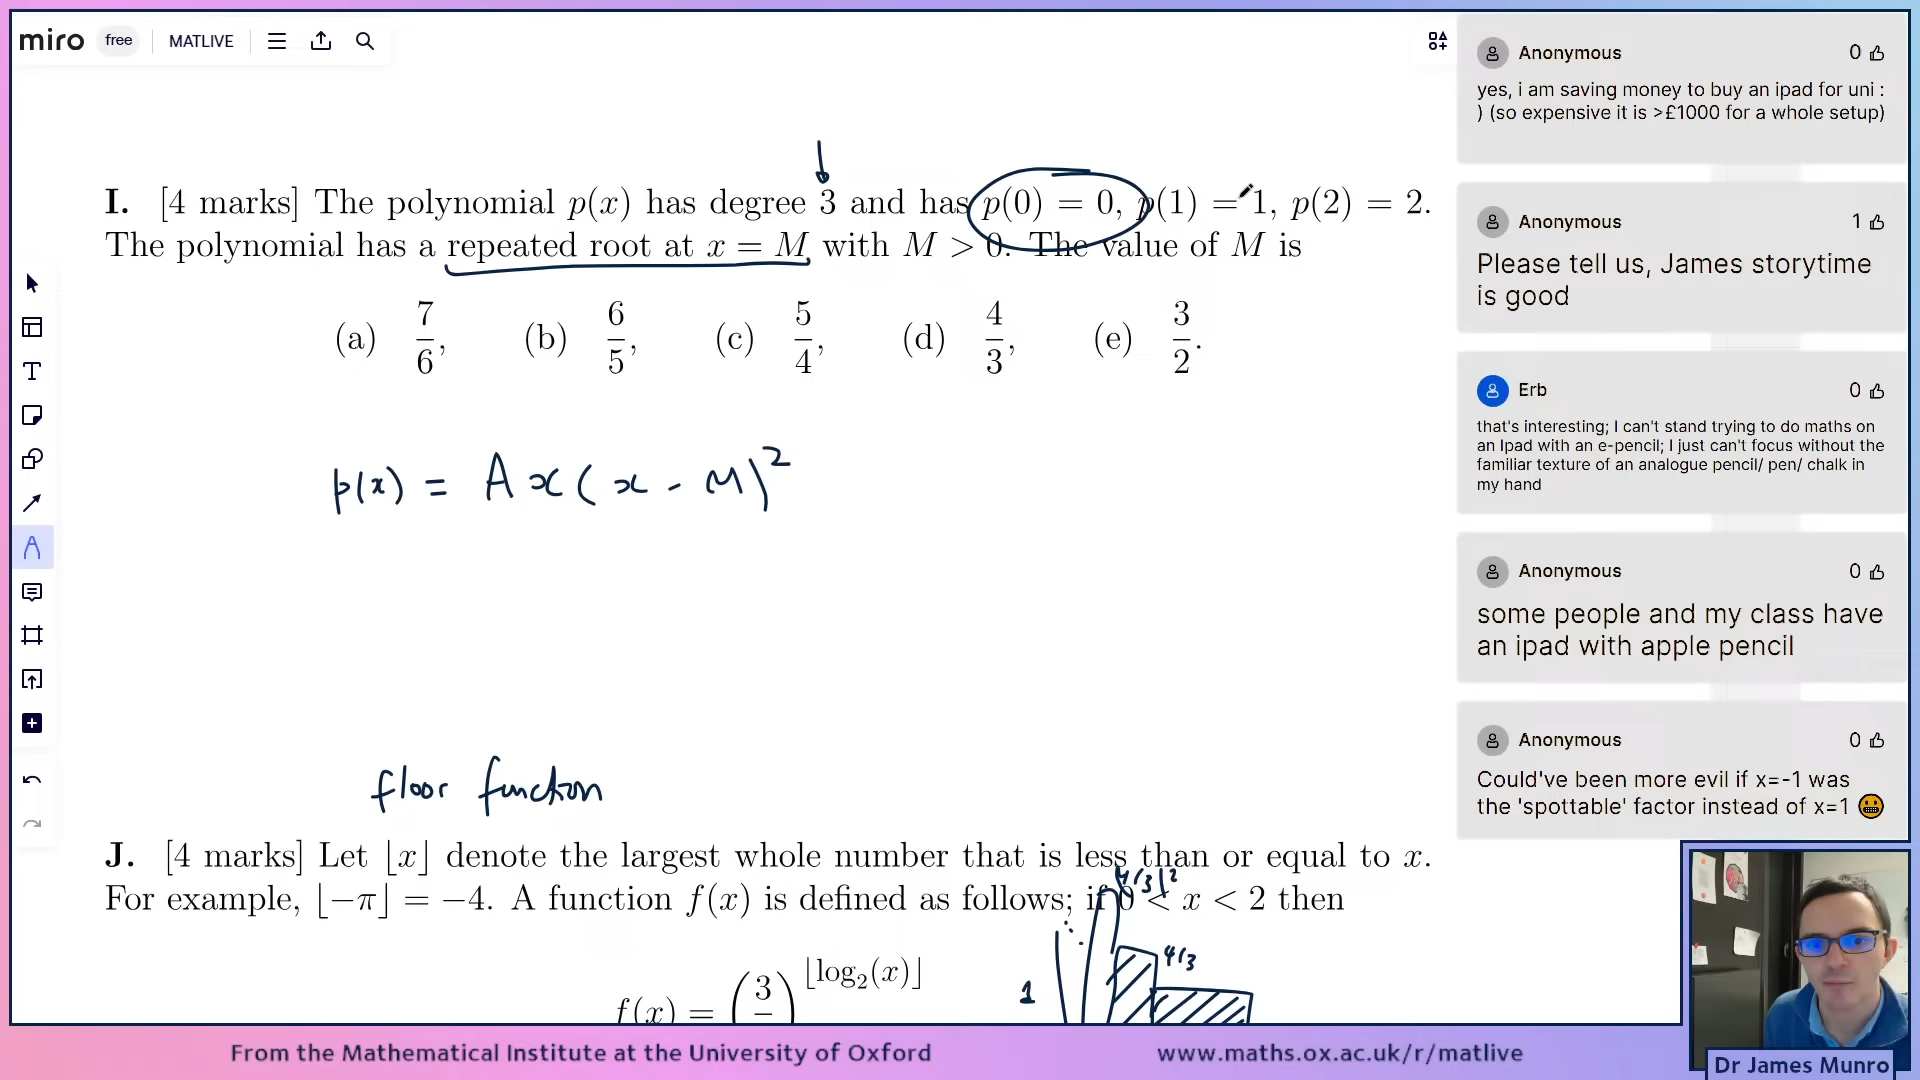 miro free MATLIVE
I. [4 marks] The polynomial p(x) has degree 3 and has p(0) = 0, p(1) = 1, p(2) = 2.
The polynomial has a repeated root at x = M with M > 0. The value of M is
(a) 7/6, (b) 6/5, (c) 5/4, (d) 4/3, (e) 3/2.
p(x) = A x (x - M)²
floor function
J. [4 marks] Let ⌊x⌋ denote the largest whole number that is less than or equal to x.
For example, ⌊−π⌋ = −4. A function f(x) is defined as follows; if 0 < x < 2 then
f(x) = (3 ⌊log₂(x)⌋
4/3
1
Anonymous 0
yes, i am saving money to buy an ipad for uni :
) (so expensive it is >£1000 for a whole setup)
Anonymous 1
Please tell us, James storytime
is good
Erb 0
that's interesting; I can't stand trying to do maths on
an Ipad with an e-pencil; I just can't focus without the
familiar texture of an analogue pencil/ pen/ chalk in
my hand
Anonymous 0
some people and my class have
an ipad with apple pencil
Anonymous 0
Could've been more evil if x=-1 was
the 'spottable' factor instead of x=1 😬
From the Mathematical Institute at the University of Oxford
www.maths.ox.ac.uk/r/matlive
Dr James Munro